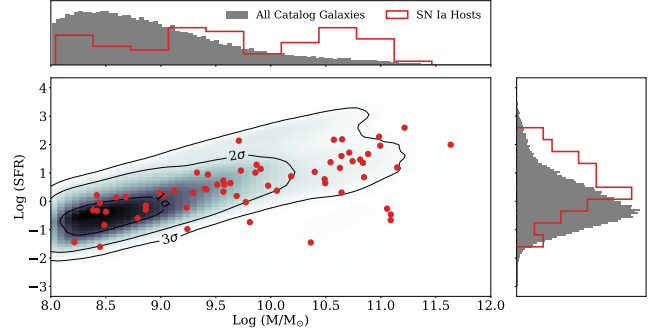 All Catalog Galaxies
SN Ia Hosts
4
3
2
1
0
−1
−2
−3
Log (SFR)
2σ
3σ
8.0 8.5 9.0 9.5 10.0 10.5 11.0 11.5 12.0
Log (M/M☉)